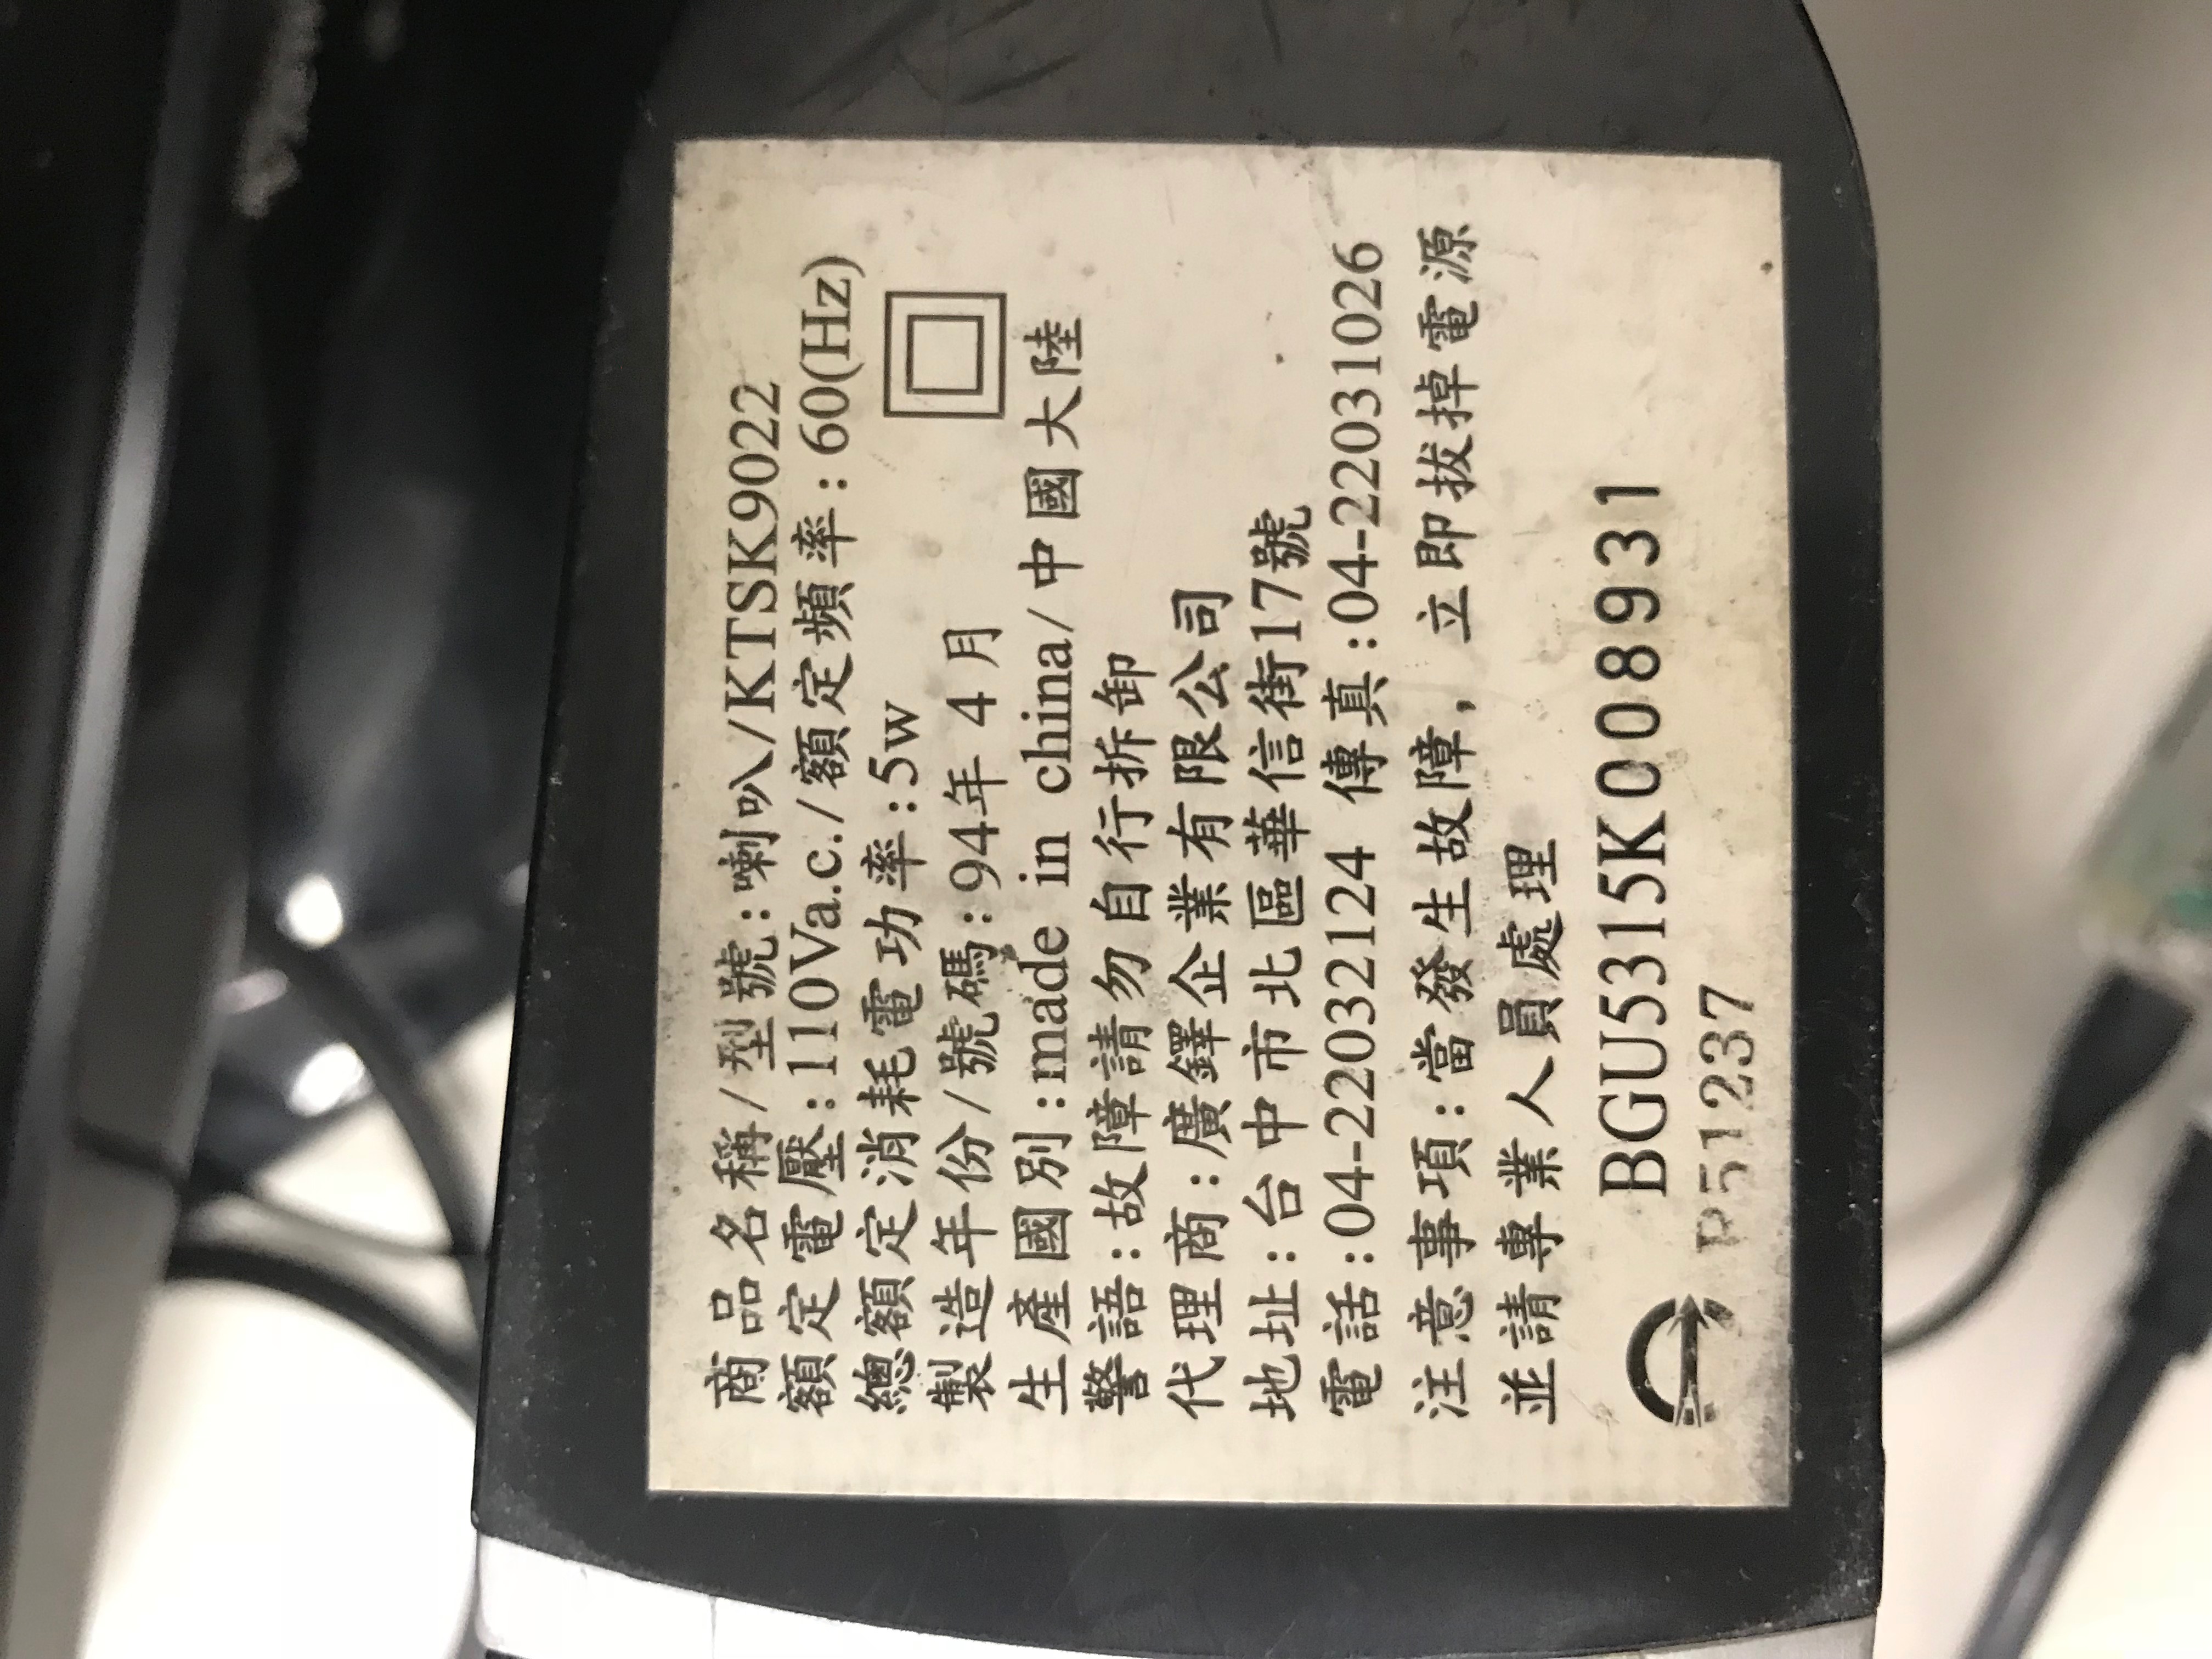 商品名稱/型號:喇叭/KTSK9022
額定電壓:110Va.c./額定頻率:60(Hz)
總額定消耗電功率:5w
製造年份/號碼:94年 4 月
生產國別:made in china/中國大陸
警語:故障請勿自行拆卸
代理商:廣鐸企業有限公司
地址:台中市北區華信街17號
電話:04-22032124 傳真:04-22031026
注意事項:當發生故障，立即拔掉電源
並請專業人員處理
BGU5315K008931
R51237